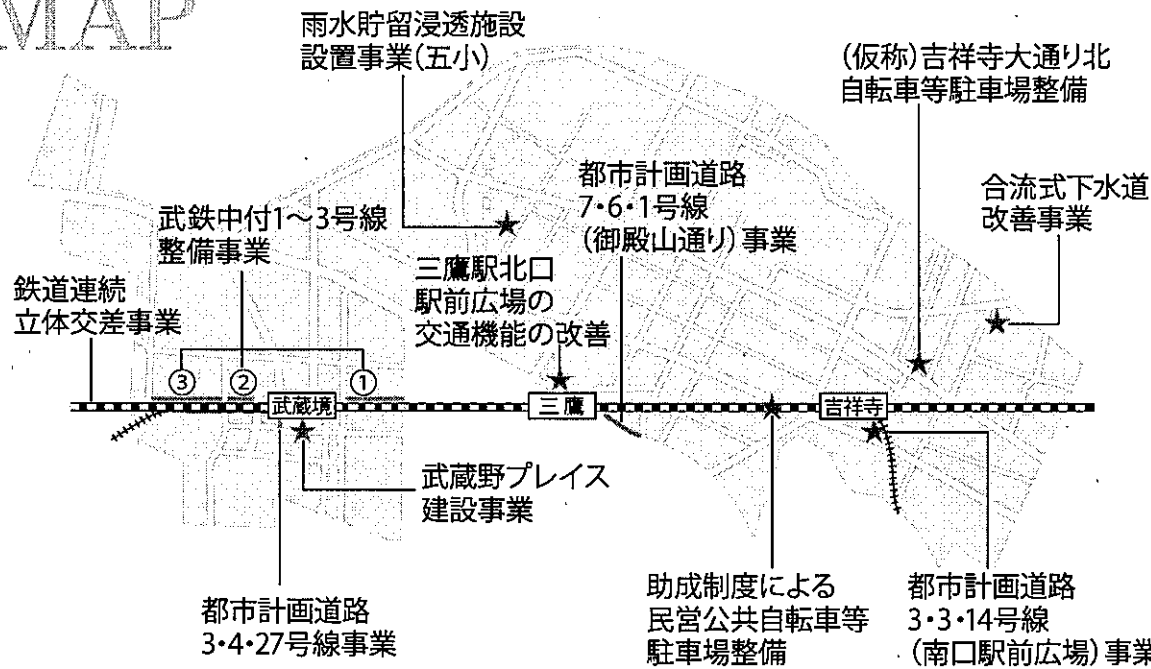 MAP
雨水貯留浸透施設
設置事業(五小)
(仮称)吉祥寺大通り北
自転車等駐車場整備
都市計画道路
7・6・1号線
(御殿山通り)事業
合流式下水道
改善事業
武鉄中付1〜3号線
整備事業
三鷹駅北口
駅前広場の
交通機能の改善
鉄道連続
立体交差事業
③
②
①
武蔵境
三鷹
吉祥寺
武蔵野プレイス
建設事業
都市計画道路
3・4・27号線事業
助成制度による
民営公共自転車等
駐車場整備
都市計画道路
3・3・14号線
(南口駅前広場)事業